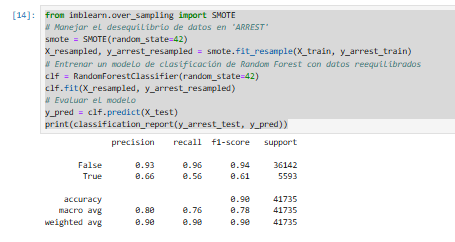 [14]: from imblearn.over_sampling import SMOTE
# Manejar el desequilibrio de datos en 'ARREST'
smote = SMOTE(random_state=42)
X_resampled, y_arrest_resampled = smote.fit_resample(X_train, y_arrest_train)
# Entrenar un modelo de clasificación de Random Forest con datos reequilibrados
clf = RandomForestClassifier(random_state=42)
clf.fit(X_resampled, y_arrest_resampled)
# Evaluar el modelo
y_pred = clf.predict(X_test)
print(classification_report(y_arrest_test, y_pred))
precision recall f1-score support
False 0.93 0.96 0.94 36142
True 0.66 0.56 0.61 5593
accuracy 0.90 41735
macro avg 0.80 0.76 0.78 41735
weighted avg 0.90 0.90 0.90 41735